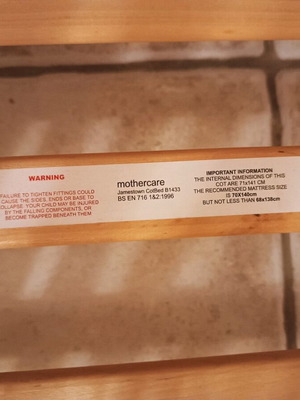 WARNING
FAILURE TO TIGHTEN FITTINGS COULD
CAUSE THE SIDES, ENDS OR BASE TO
COLLAPSE. YOUR CHILD MAY BE INJURED
BY THE FALLING COMPONENTS, OR
BECOME TRAPPED BENEATH THEM
mothercare
Jamestown CotBed B1433
BS EN 716 1&2:1996
IMPORTANT INFORMATION
THE INTERNAL DIMENSIONS OF THIS
COT ARE 71x141 CM
THE RECOMMENDED MATTRESS SIZE
IS 70X140cm
BUT NOT LESS THAN 68x138cm